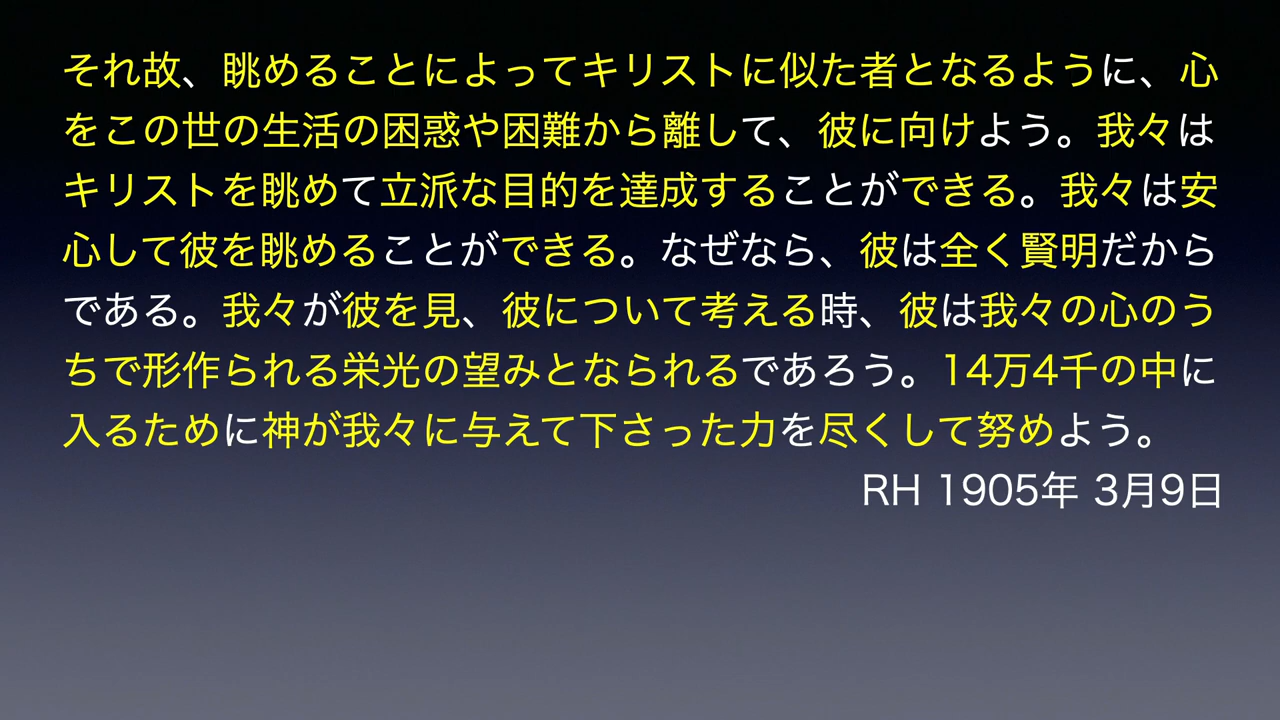 それ故、眺めることによってキリストに似た者となるように、心
をこの世の生活の困惑や困難から離して、彼に向けよう。我々は
キリストを眺めて立派な目的を達成することができる。我々は安
心して彼を眺めることができる。なぜなら、彼は全く賢明だから
である。我々が彼を見、彼について考える時、彼は我々の心のう
ちで形作られる栄光の望みとなられるであろう。14万4千の中に
入るために神が我々に与えて下さった力を尽くして努めよう。
RH 1905年 3月9日